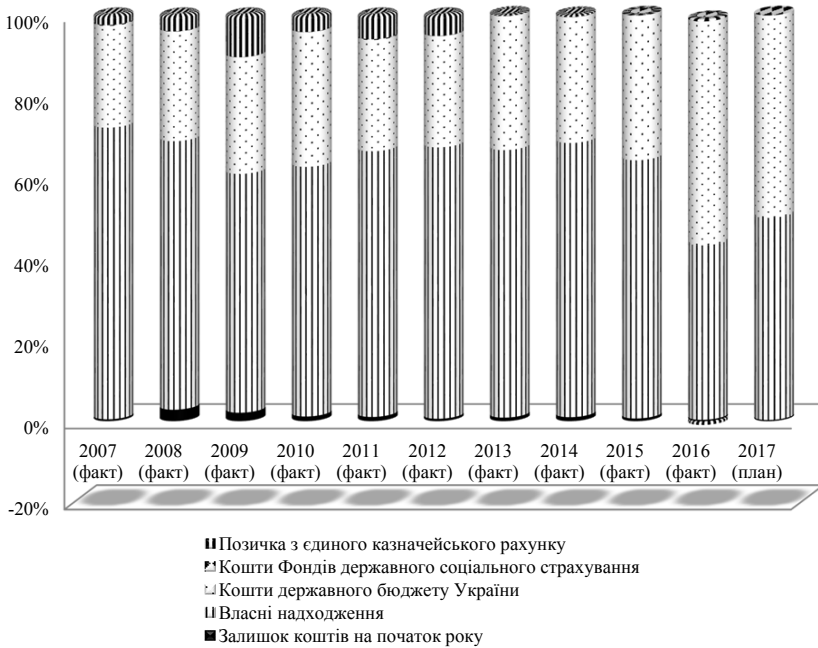 100%
80%
60%
40%
20%
0%
-20%
2007 2008 2009 2010 2011 2012 2013 2014 2015 2016 2017
(факт) (факт) (факт) (факт) (факт) (факт) (факт) (факт) (факт) (факт) (план)
Позичка з єдиного казначейського рахунку
Кошти Фондів державного соціального страхування
Кошти державного бюджету України
Власні надходження
Залишок коштів на початок року